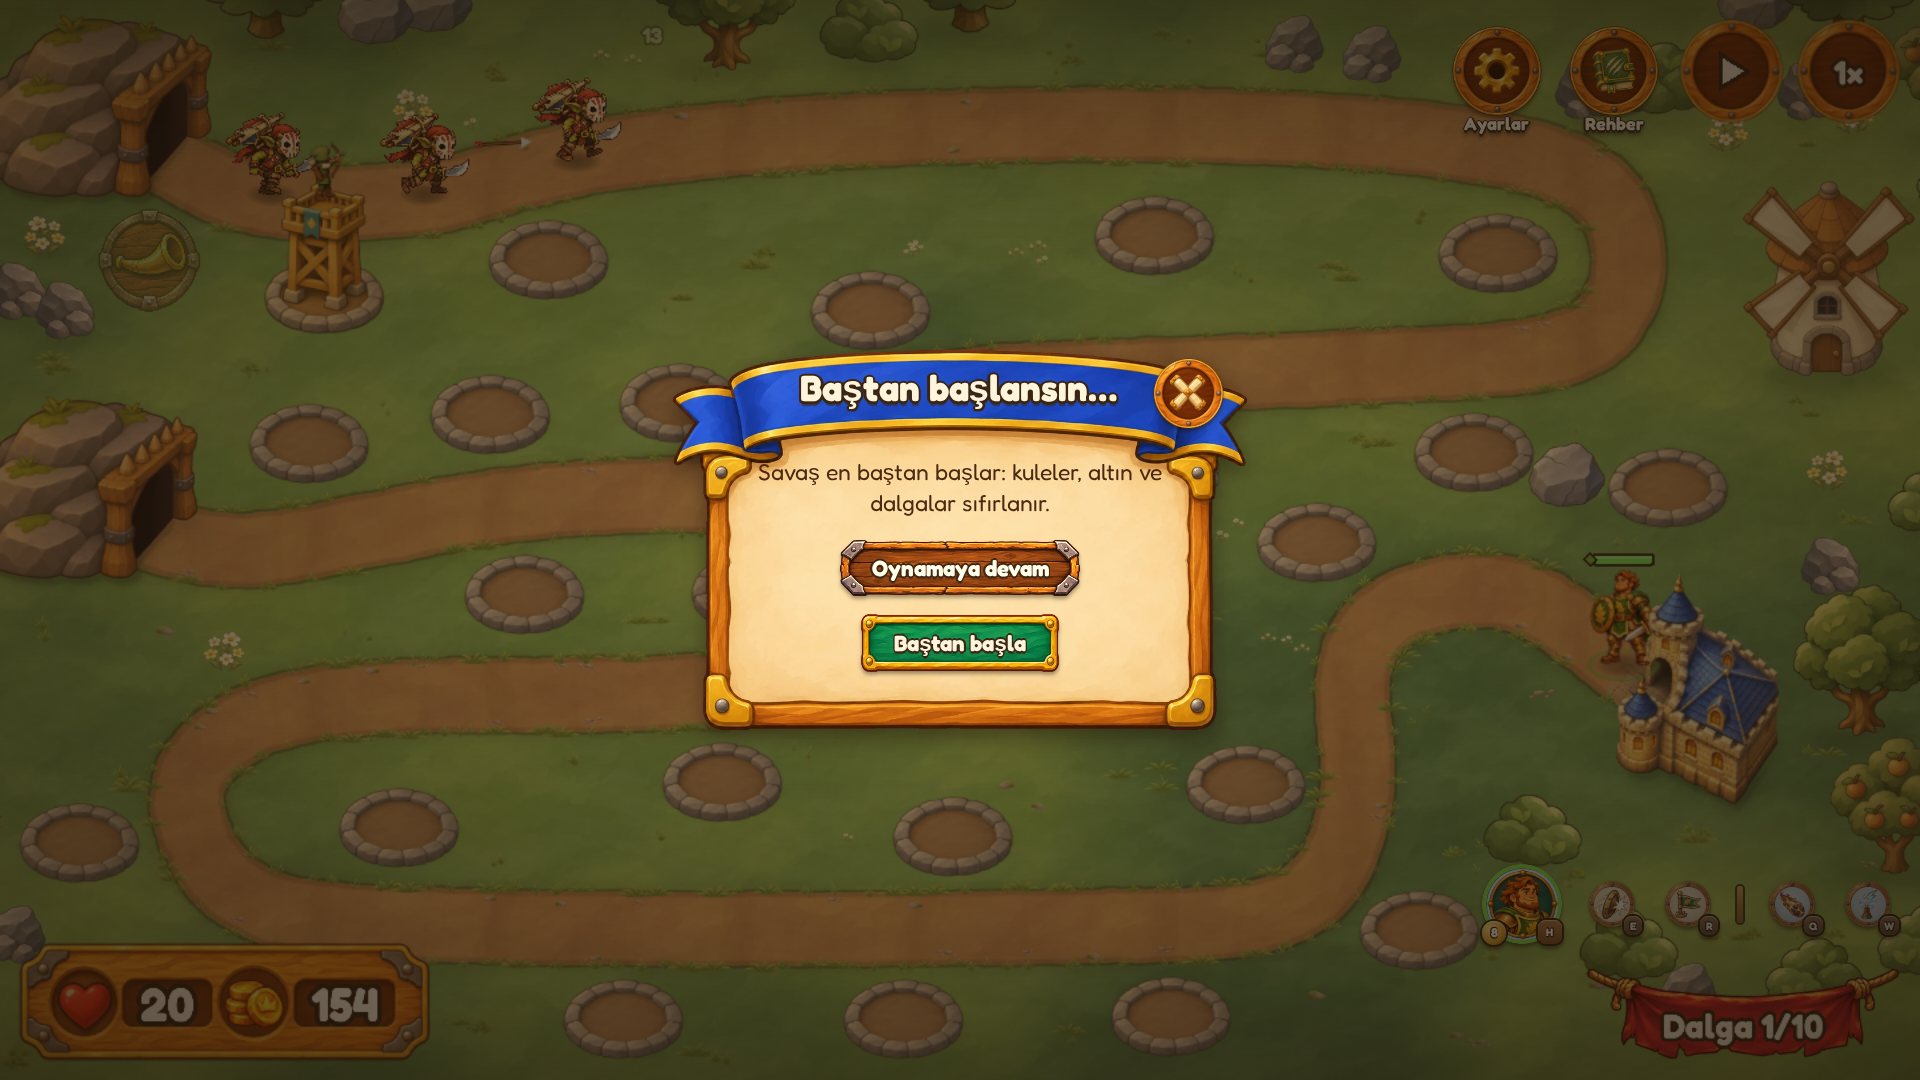 13
Ayarlar
Rehber
1x
Baştan başlansın...
Savaş en baştan başlar: kuleler, altın ve
dalgalar sıfırlanır.
Oynamaya devam
Baştan başla
8
H
E
R
Q
W
20
154
Dalga 1/10